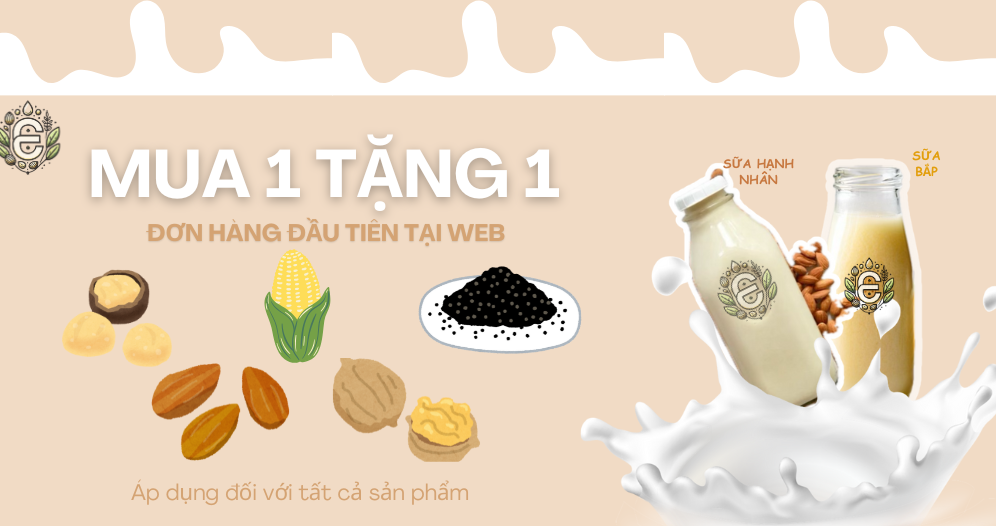 MUA 1 TẶNG 1
ĐƠN HÀNG ĐẦU TIÊN TẠI WEB
SỮA HẠNH
NHÂN
SỮA
BẮP
Áp dụng đối với tất cả sản phẩm